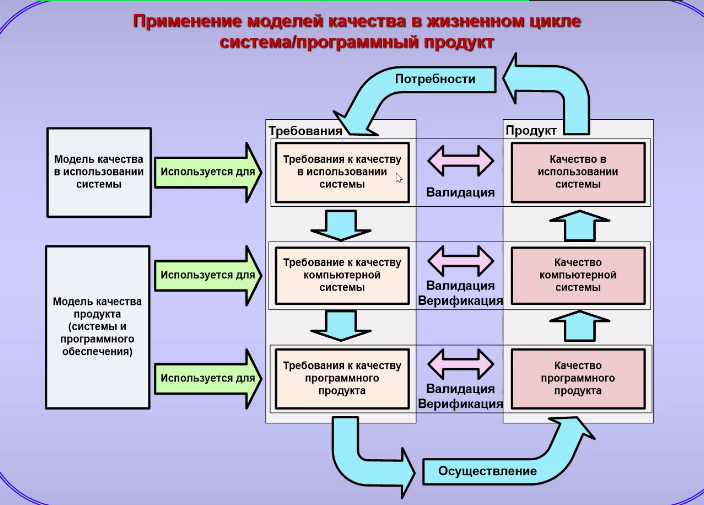 Применение моделей качества в жизненном цикле
система/программный продукт
Потребности
Требования
Продукт
Модель качества
в использовании
системы
Используется для
Требования к качеству
в использовании
системы
Валидация
Качество в
использовании
системы
Модель качества
продукта
(системы и
программного
обеспечения)
Используется для
Требование к качеству
компьютерной
системы
Валидация
Верификация
Качество
компьютерной
системы
Используется для
Требования к качеству
программного
продукта
Валидация
Верификация
Качество
программного
продукта
Осуществление